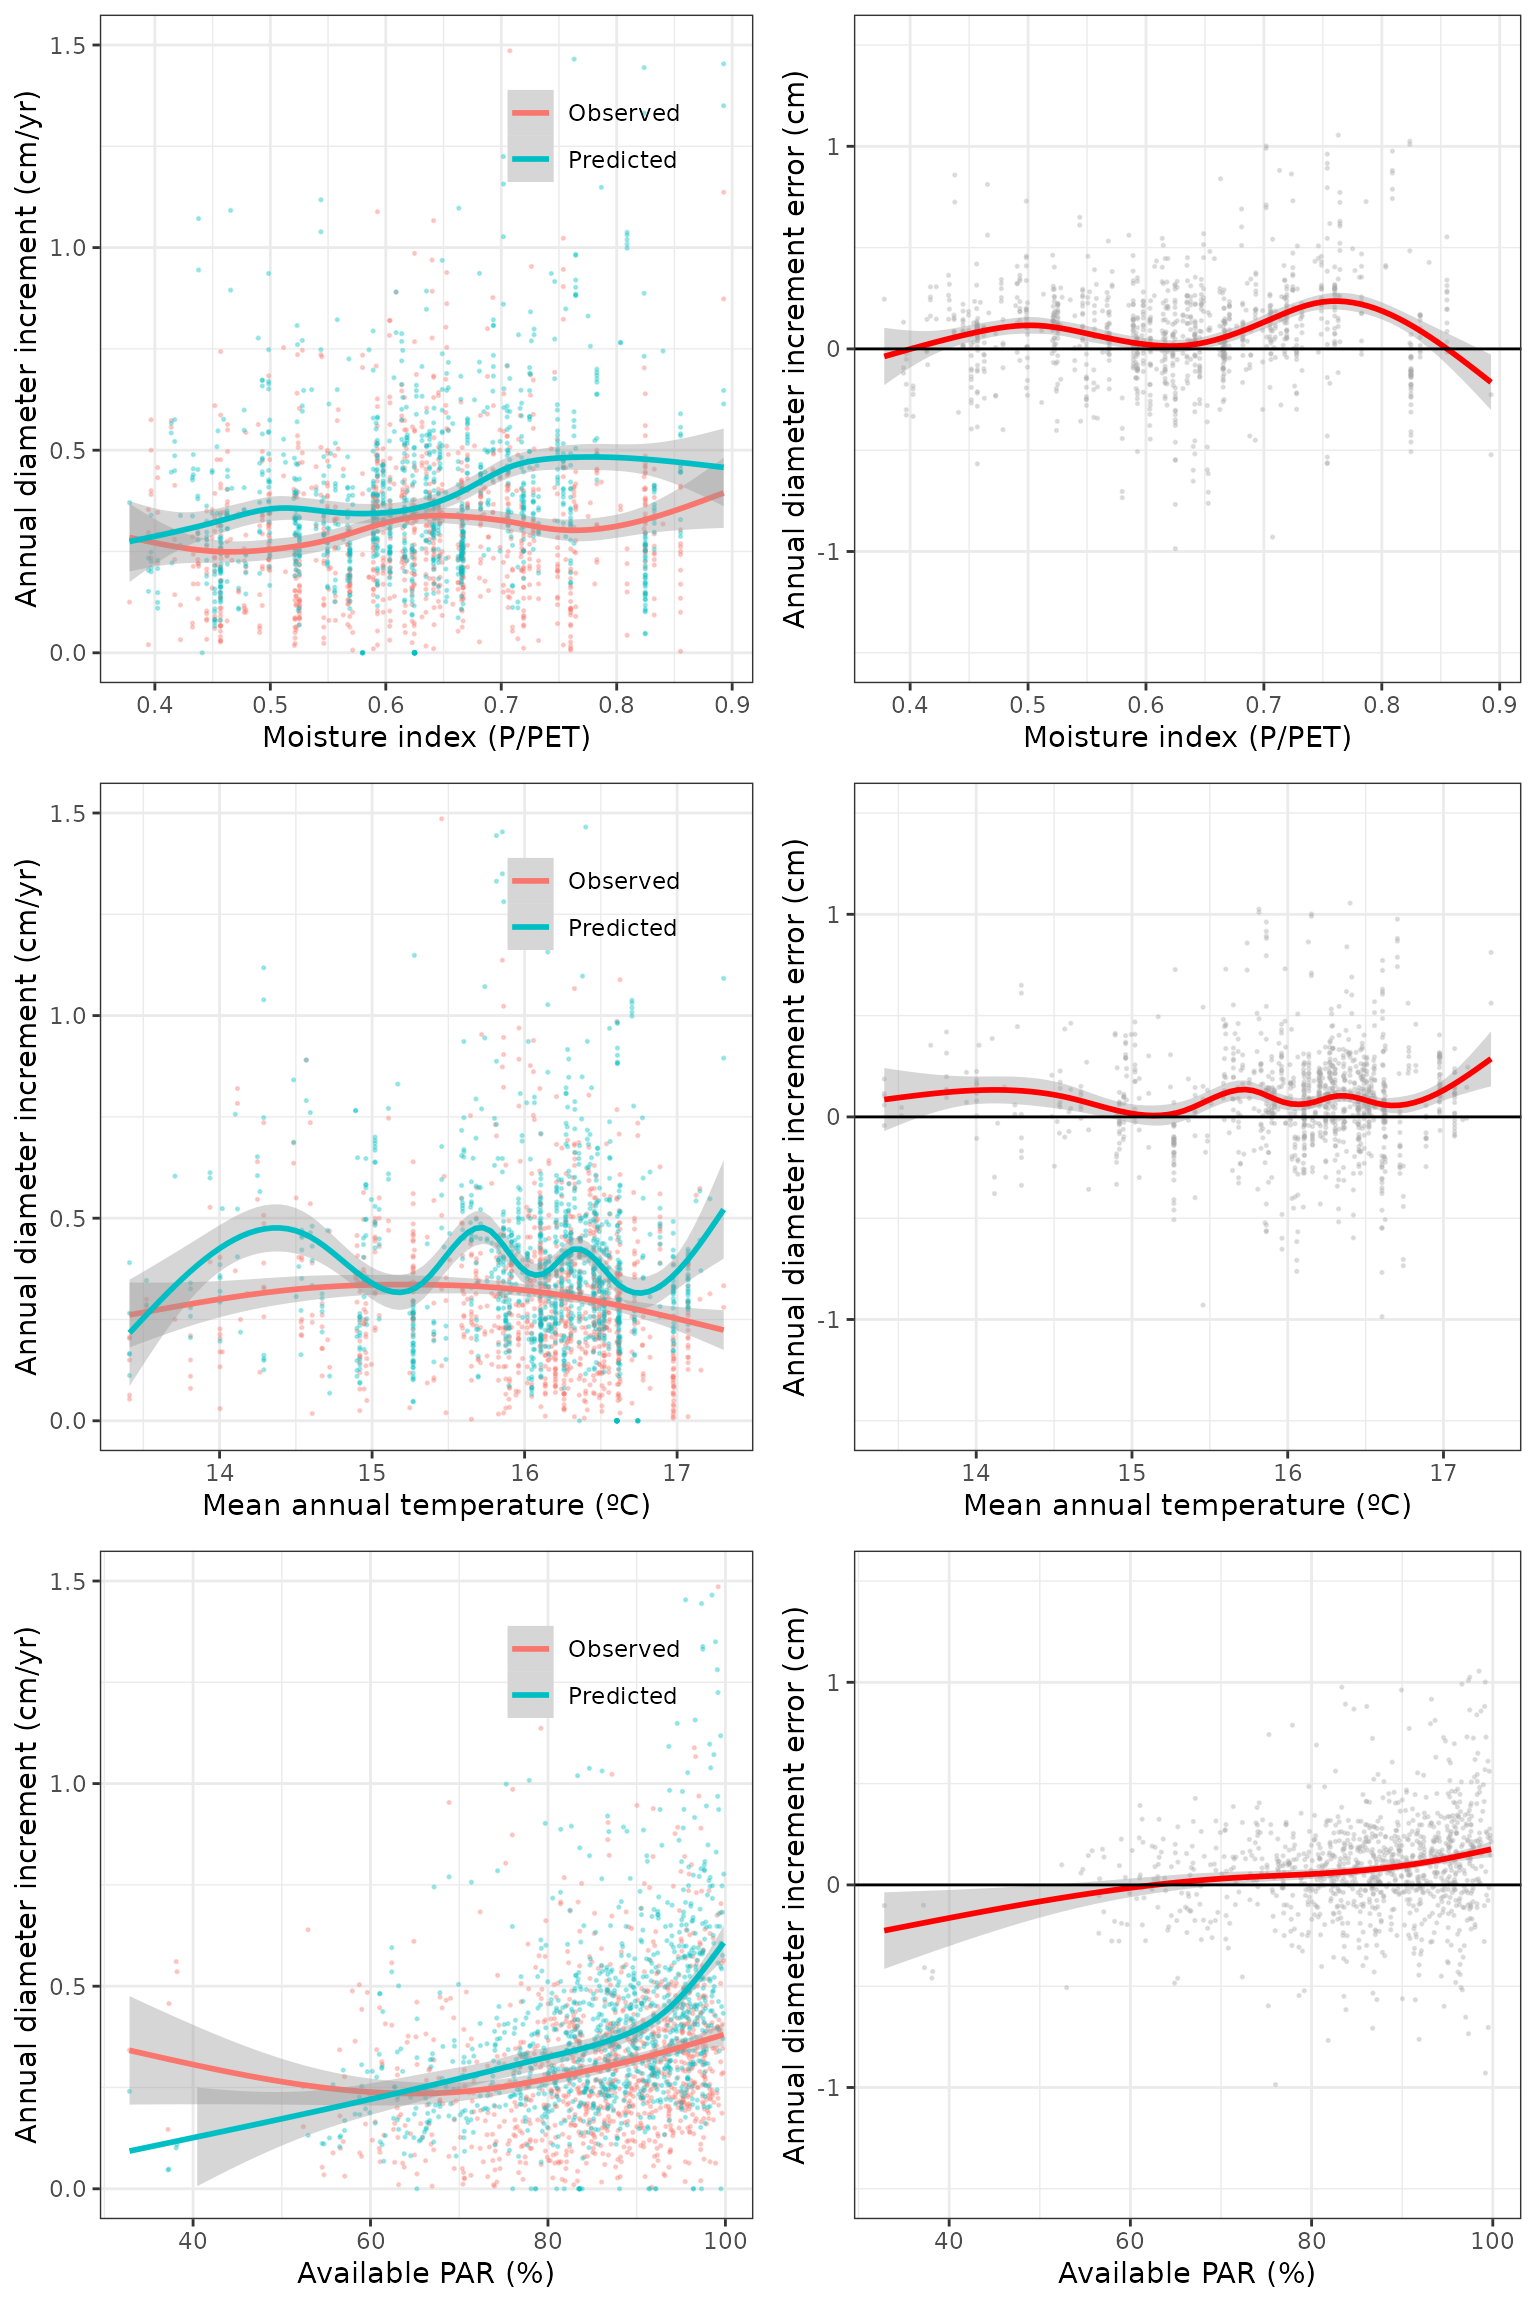 1.5
1.0
0.5
0.0
Annual diameter increment (cm/yr)
Observed
Predicted
0.4 0.5 0.6 0.7 0.8 0.9
Moisture index (P/PET)
1
0
-1
Annual diameter increment error (cm)
0.4 0.5 0.6 0.7 0.8 0.9
Moisture index (P/PET)
1.5
1.0
0.5
0.0
Annual diameter increment (cm/yr)
Observed
Predicted
14 15 16 17
Mean annual temperature (ºC)
1
0
-1
Annual diameter increment error (cm)
14 15 16 17
Mean annual temperature (ºC)
1.5
1.0
0.5
0.0
Annual diameter increment (cm/yr)
Observed
Predicted
40 60 80 100
Available PAR (%)
1
0
-1
Annual diameter increment error (cm)
40 60 80 100
Available PAR (%)